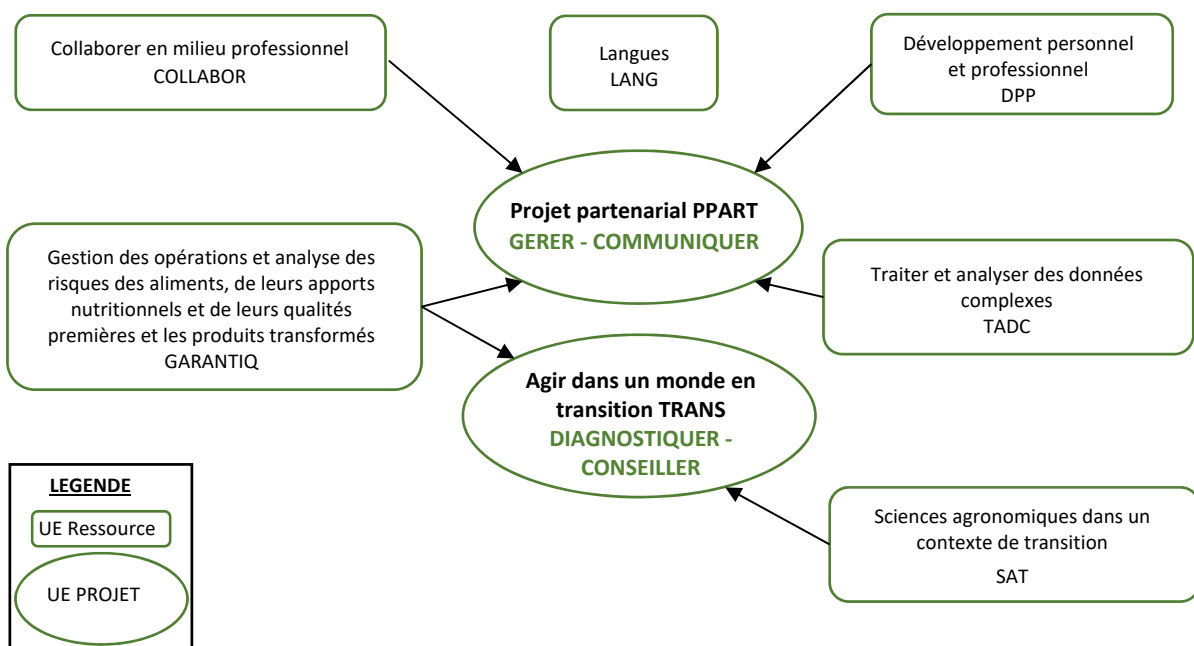 Collaborer en milieu professionnel
COLLABOR
Langues
LANG
Développement personnel
et professionnel
DPP
Projet partenarial PPART
GERER - COMMUNIQUER
Gestion des opérations et analyse des
risques des aliments, de leurs apports
nutritionnels et de leurs qualités
premières et les produits transformés
GARANTIQ
Traiter et analyser des données
complexes
TADC
Agir dans un monde en
transition TRANS
DIAGNOSTIQUER -
CONSEILLER
LEGENDE
UE Ressource
UE PROJET
Sciences agronomiques dans un
contexte de transition
SAT